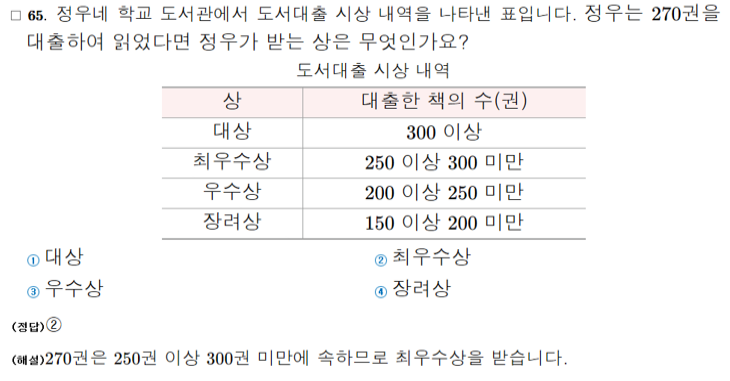 □ 65. 정우네 학교 도서관에서 도서대출 시상 내역을 나타낸 표입니다. 정우는 270권을
대출하여 읽었다면 정우가 받는 상은 무엇인가요?
도서대출 시상 내역
상 대출한 책의 수(권)
대상 300 이상
최우수상 250 이상 300 미만
우수상 200 이상 250 미만
장려상 150 이상 200 미만
① 대상 ② 최우수상
③ 우수상 ④ 장려상
(정답)②
(해설)270권은 250권 이상 300권 미만에 속하므로 최우수상을 받습니다.